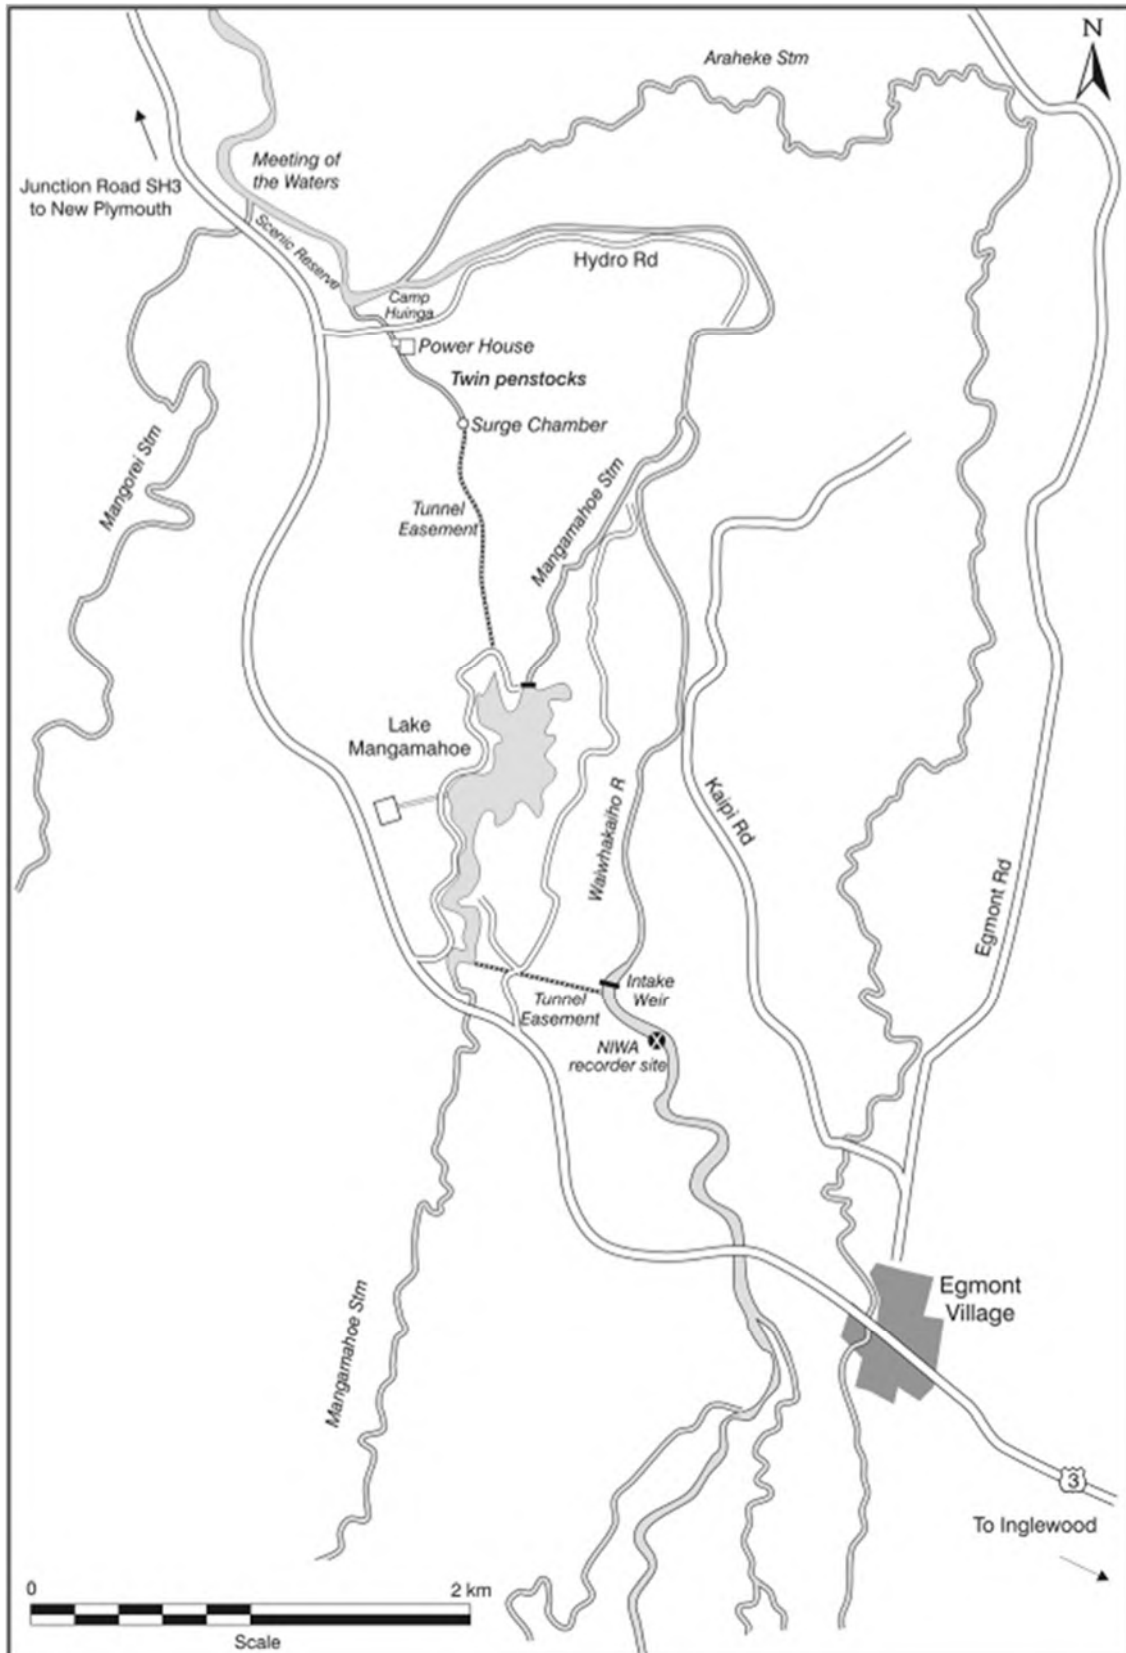 N
Araheke Stm
Meeting of
the Waters
Junction Road SH3
to New Plymouth
Scenic Reserve
Hydro Rd
Camp
Huinga
Power House
Twin penstocks
Surge Chamber
Mangorei Stm
Tunnel
Easement
Mangamahoe Stm
Lake
Mangamahoe
Waiwhakaiho R
Kaipi Rd
Egmont Rd
Intake
Weir
Tunnel
Easement
NIWA
recorder site
Egmont
Village
Mangamahoe Stm
3
To Inglewood
0
2 km
Scale